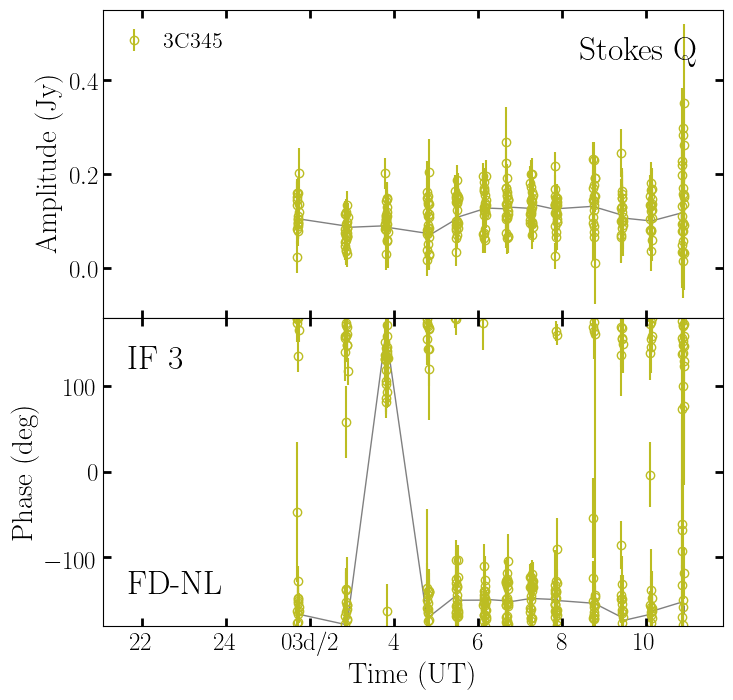 3C345
Stokes Q
0.4
0.2
0.0
Amplitude (Jy)
IF 3
100
0
−100
Phase (deg)
FD-NL
22 24 03d/2 4 6 8 10
Time (UT)